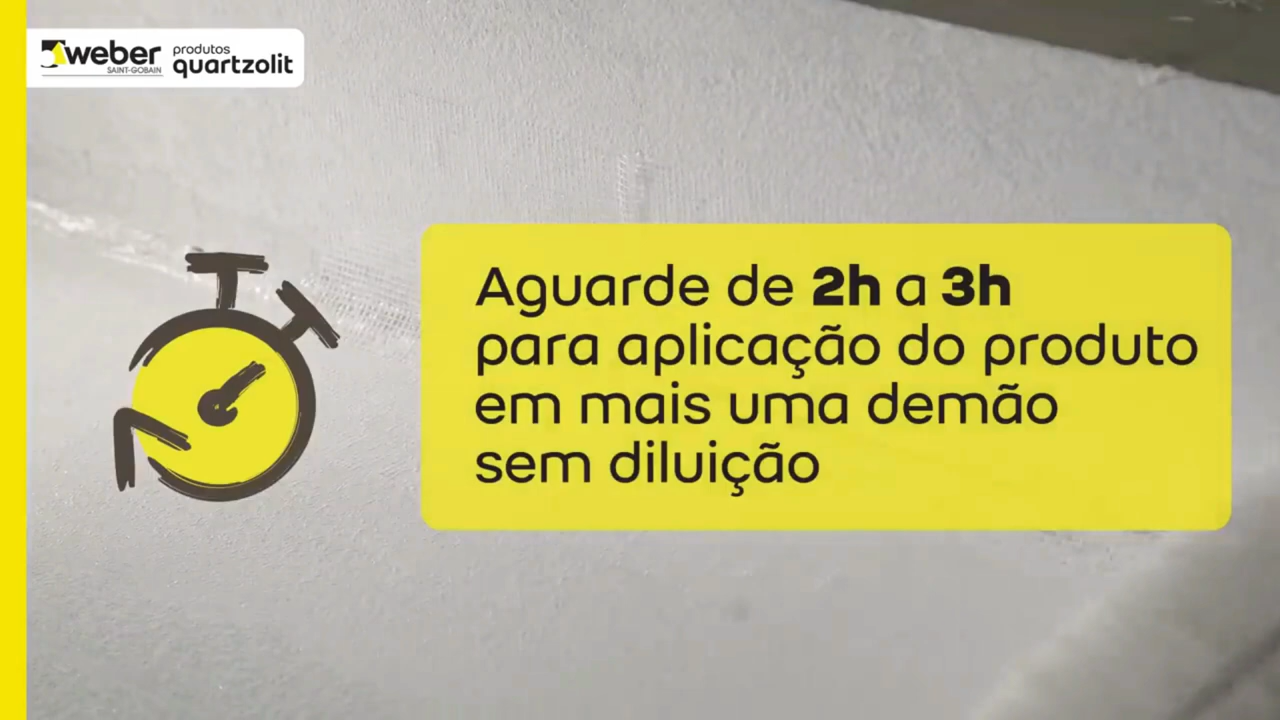 weber
SAINT-GOBAIN
produtos
quartzolit
Aguarde de 2h a 3h
para aplicação do produto
em mais uma demão
sem diluição